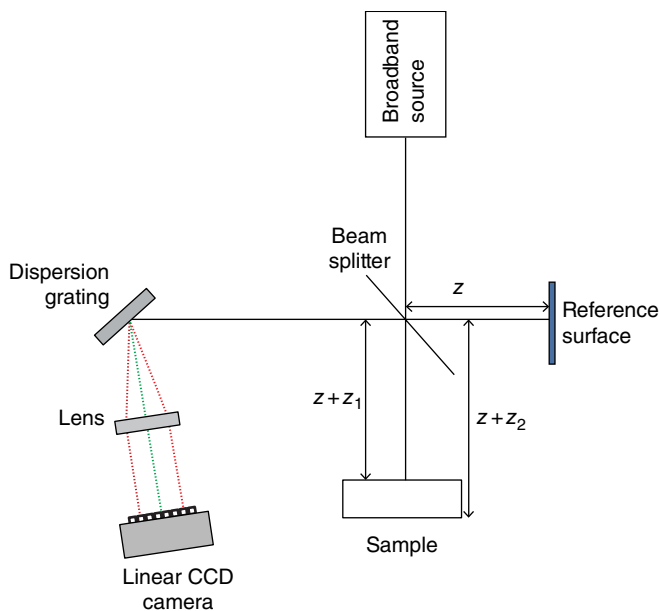 Broadband
source
Beam
splitter
Dispersion
grating
z
Reference
surface
Lens
z + z₁
z + z₂
Sample
Linear CCD
camera